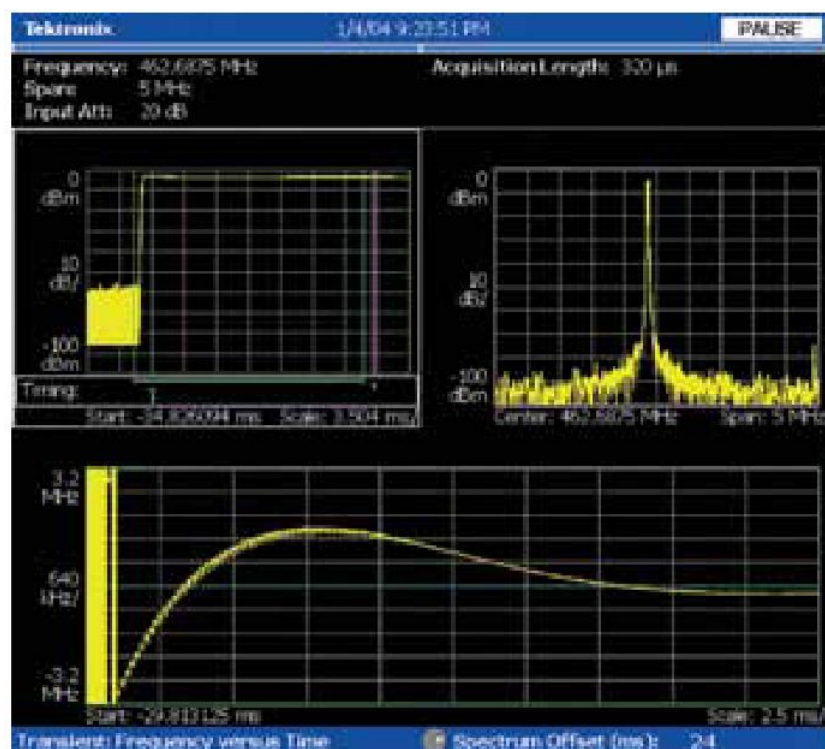 Tektronix 1/4/04 9:23:51 PM PAUSE
Frequency: 462.6875 MHz
Span: 5 MHz
Input Att: 20 dB
Acquisition Length: 320 µs
0
dBm
10
dB/
-100
dBm
Timing:
Start: -34.826094 ms Scale: 3.504 ms/
0
dBm
10
dB/
-100
dBm
Center: 462.6875 MHz Span: 5 MHz
3.2
MHz
640
kHz/
-3.2
MHz
Start: -29.813125 ms Scale: 2.5 ms/
Transient: Frequency versus Time Spectrum Offset (ms): 24